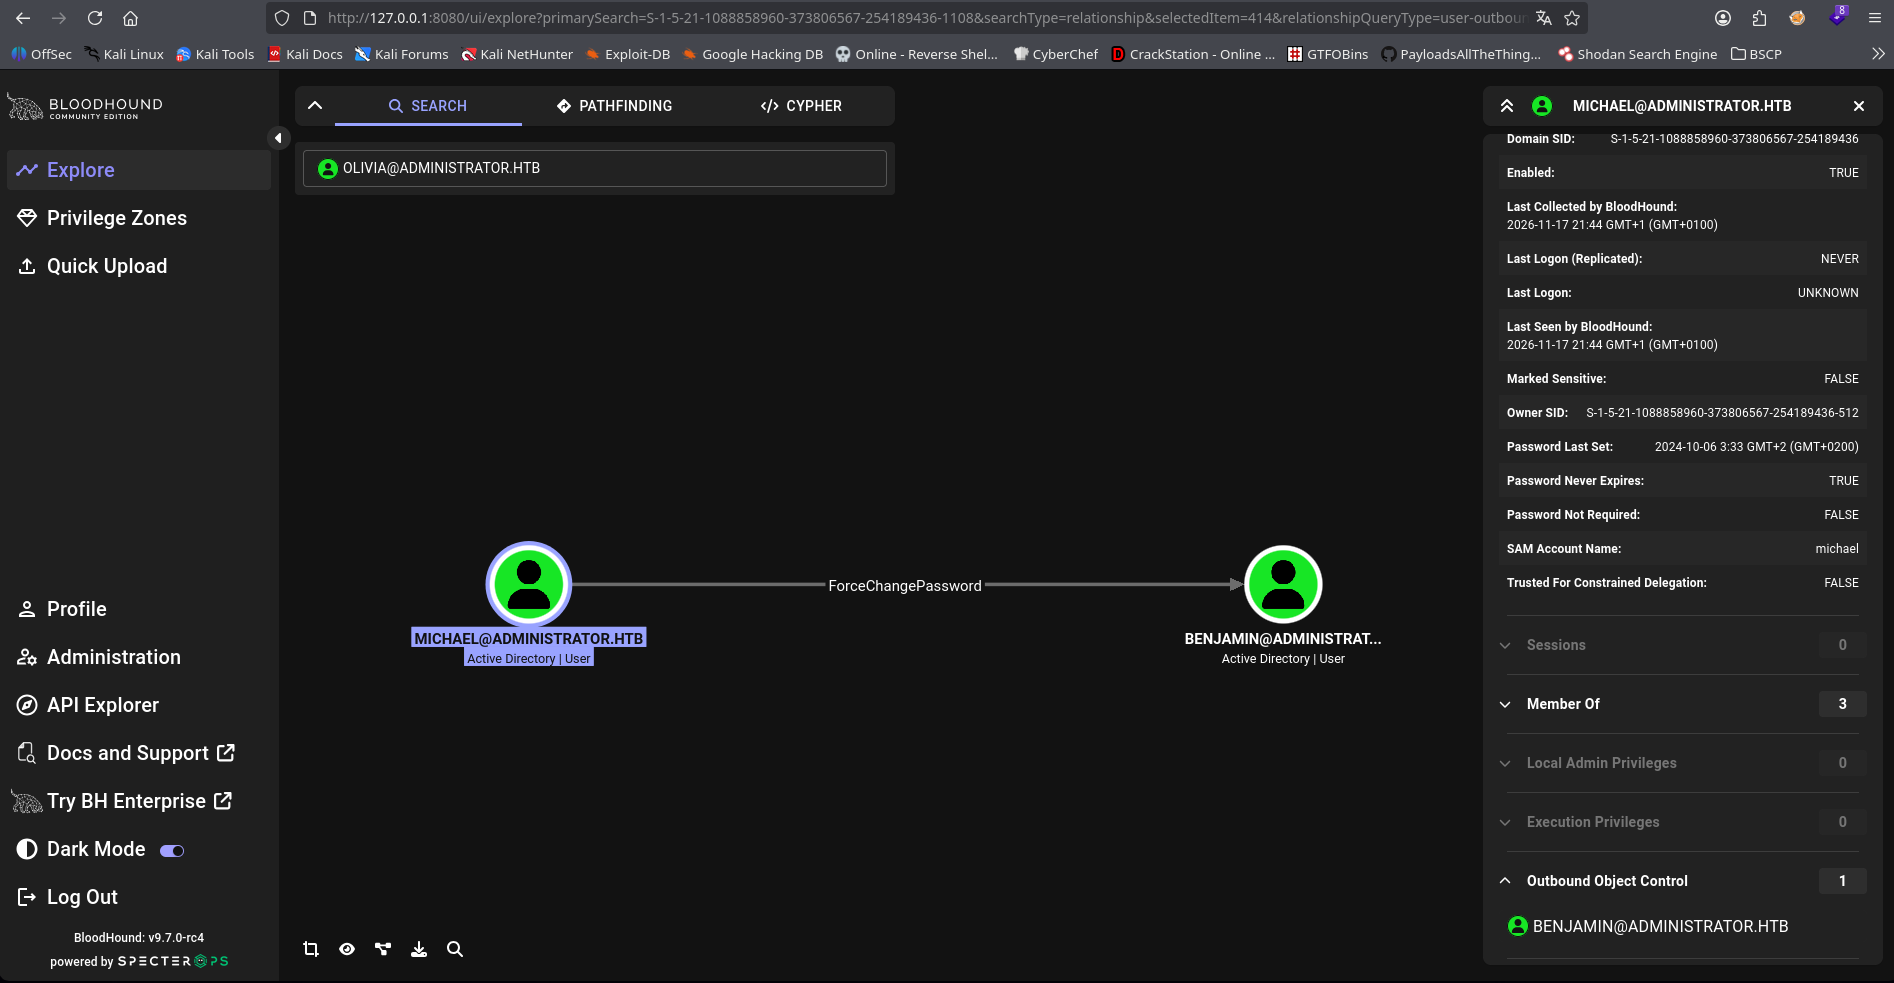 http://127.0.0.1:8080/ui/explore?primarySearch=S-1-5-21-1088858960-373806567-254189436-1108&searchType=relationship&selectedItem=414&relationshipQueryType=user-outbour
8
OffSec Kali Linux Kali Tools Kali Docs Kali Forums Kali NetHunter Exploit-DB Google Hacking DB Online - Reverse Shel... CyberChef CrackStation - Online ... GTFOBins PayloadsAllTheThing... Shodan Search Engine BSCP
BLOODHOUND
COMMUNITY EDITION
Explore
Privilege Zones
Quick Upload
Profile
Administration
API Explorer
Docs and Support
Try BH Enterprise
Dark Mode
Log Out
BloodHound: v9.7.0-rc4
powered by SPECTEROPS
SEARCH PATHFINDING </> CYPHER
OLIVIA@ADMINISTRATOR.HTB
ForceChangePassword
MICHAEL@ADMINISTRATOR.HTB
Active Directory | User
BENJAMIN@ADMINISTRAT...
Active Directory | User
MICHAEL@ADMINISTRATOR.HTB
Domain SID: S-1-5-21-1088858960-373806567-254189436
Enabled: TRUE
Last Collected by BloodHound:
2026-11-17 21:44 GMT+1 (GMT+0100)
Last Logon (Replicated): NEVER
Last Logon: UNKNOWN
Last Seen by BloodHound:
2026-11-17 21:44 GMT+1 (GMT+0100)
Marked Sensitive: FALSE
Owner SID: S-1-5-21-1088858960-373806567-254189436-512
Password Last Set: 2024-10-06 3:33 GMT+2 (GMT+0200)
Password Never Expires: TRUE
Password Not Required: FALSE
SAM Account Name: michael
Trusted For Constrained Delegation: FALSE
Sessions 0
Member Of 3
Local Admin Privileges 0
Execution Privileges 0
Outbound Object Control 1
BENJAMIN@ADMINISTRATOR.HTB